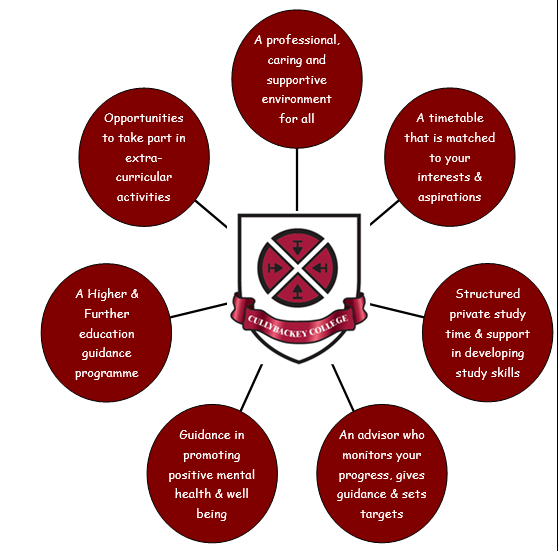 A professional,
caring and
supportive
environment
for all
A timetable
that is matched
to your
interests &
aspirations
Structured
private study
time & support
in developing
study skills
An advisor who
monitors your
progress, gives
guidance & sets
targets
Guidance in
promoting
positive mental
health & well
being
A Higher &
Further
education
guidance
programme
Opportunities
to take part in
extra-
curricular
activities
CULLYBACKEY COLLEGE